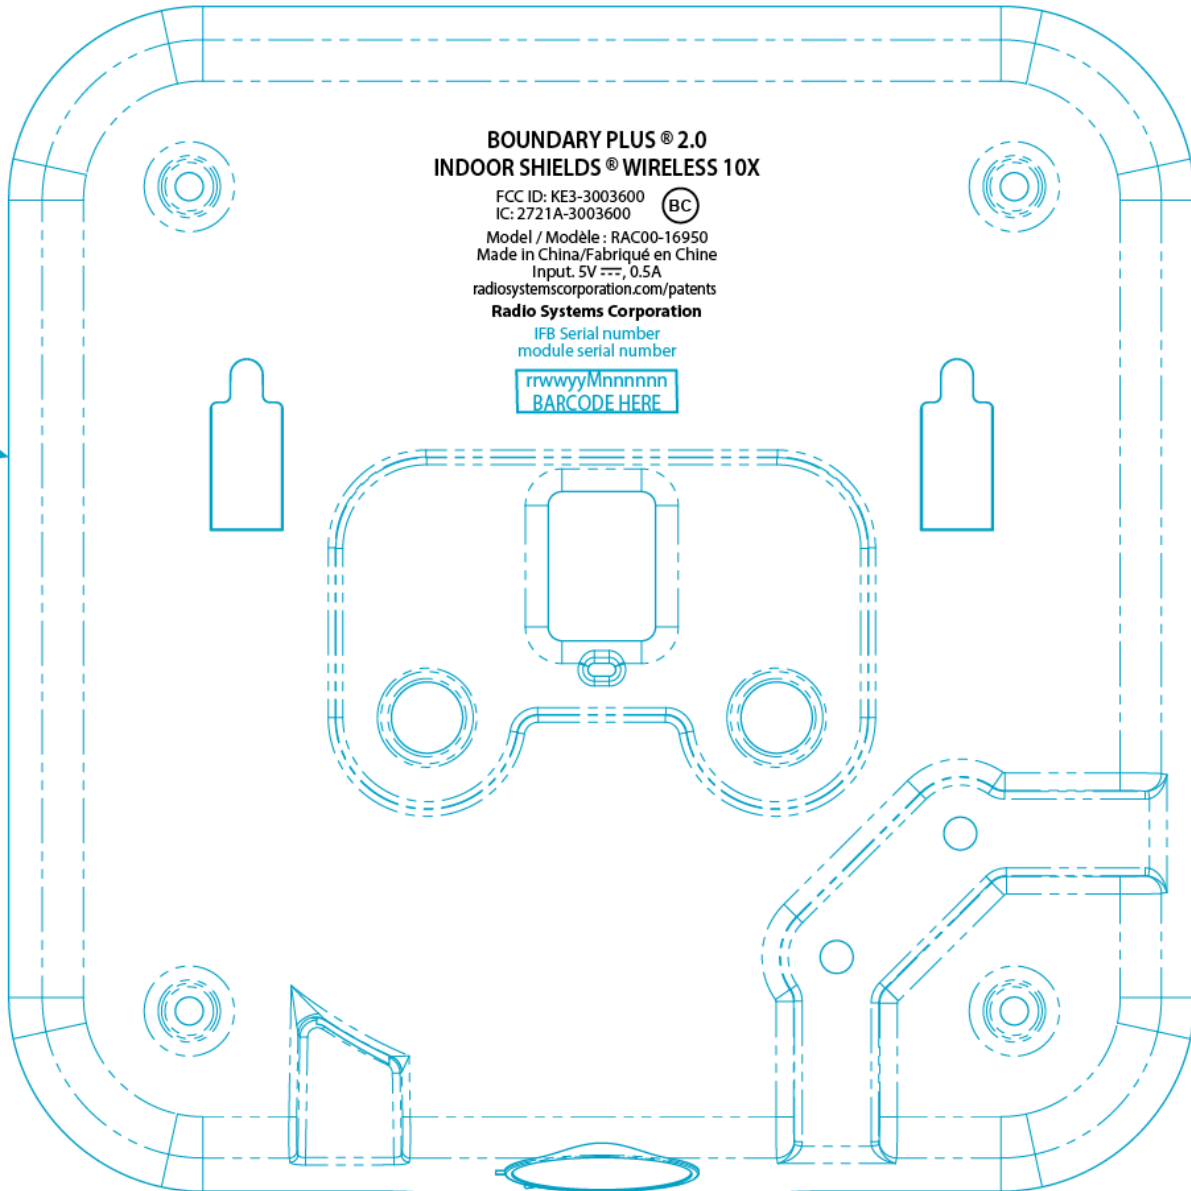 BOUNDARY PLUS ® 2.0
INDOOR SHIELDS ® WIRELESS 10X
FCC ID: KE3-3003600
IC: 2721A-3003600
BC
Model / Modèle : RAC00-16950
Made in China/Fabriqué en Chine
Input. 5V ⎓, 0.5A
radiosystemscorporation.com/patents
Radio Systems Corporation
IFB Serial number
module serial number
rrwwyyMnnnnnn
BARCODE HERE